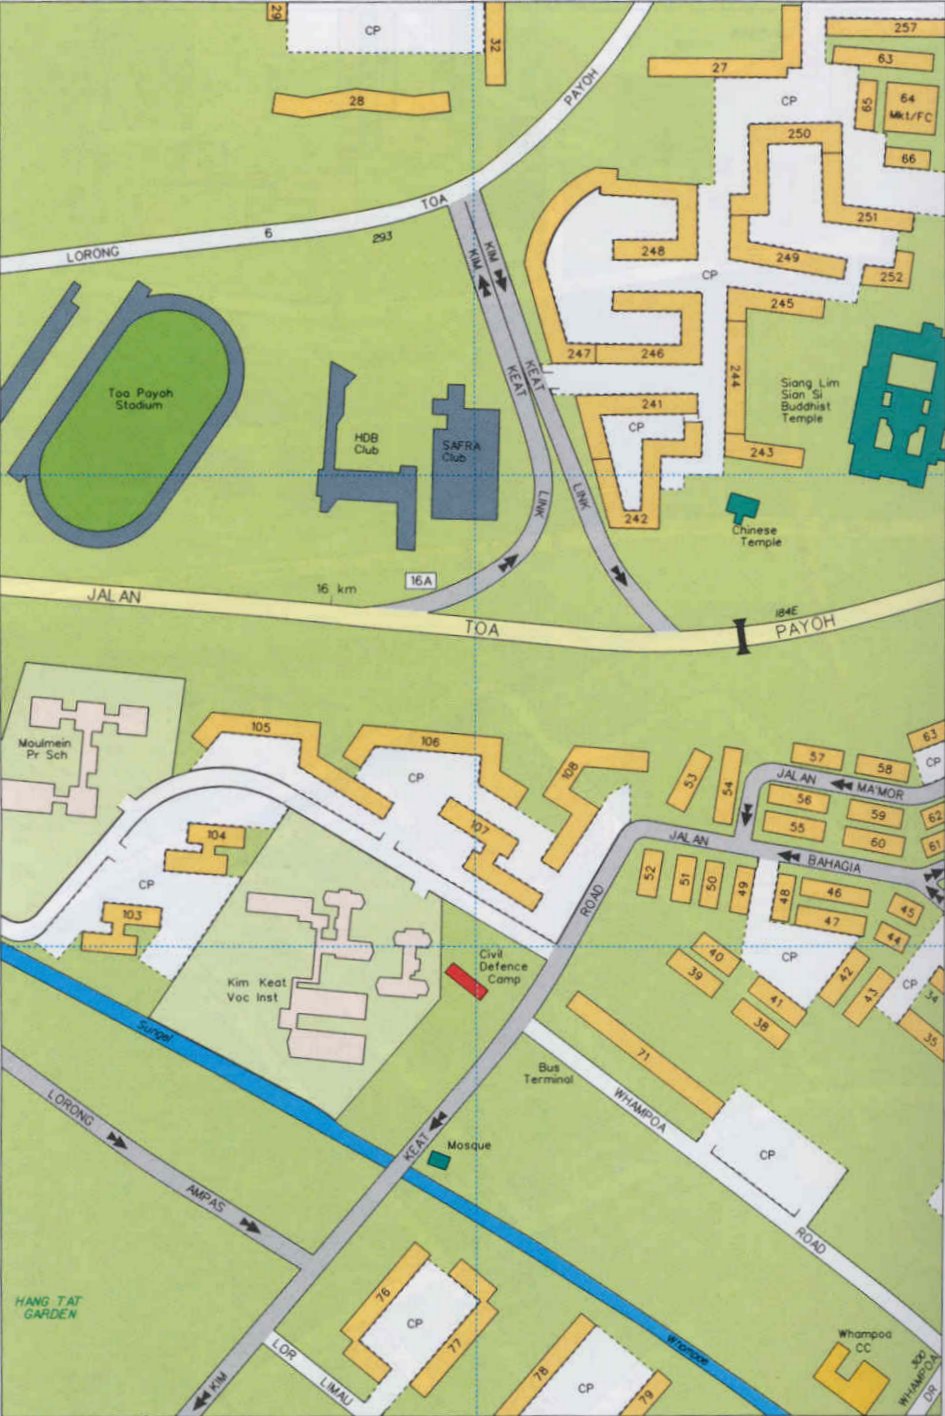 29
CP
32
257
63
27
PAYOH
CP
65
64
Mkt/FC
28
250
66
TOA
6
293
LORONG
251
248
249
KIM
KIM
CP
252
245
247
246
KEAT
KEAT
244
Siang Lim
Sian Si
Buddhist
Temple
Toa Payoh
Stadium
241
CP
HDB
Club
SAFRA
Club
243
LINK
LINK
242
Chinese
Temple
16A
16 km
JALAN
TOA
184E
PAYOH
105
106
63
Moulmein
Pr Sch
57
58
CP
108
CP
53
54
JALAN
MA'MOR
56
59
62
107
104
55
60
61
JALAN
BAHAGIA
52
51
50
49
48
46
CP
ROAD
47
45
103
44
Civil
Defence
Camp
40
39
CP
42
43
CP
34
Kim Keat
Voc Inst
41
38
35
Sungei
71
Bus
Terminal
LORONG
WHAMPOA
KEAT
Mosque
CP
AMPAS
ROAD
HANG TAT
GARDEN
76
CP
77
Whampoa
CC
Whampoa
LOR
LIMAU
KIM
78
CP
79
300
WHAMPOA
DR